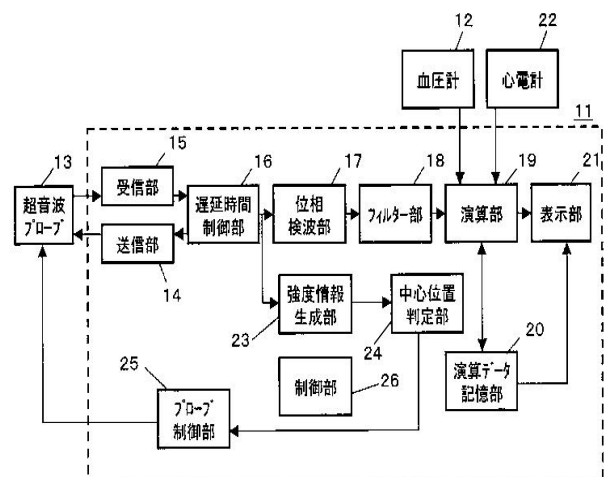 12
22
血圧計
心電計
11
13
15
16
17
18
19
21
超音波
プローブ
受信部
送信部
14
遅延時間
制御部
位相
検波部
フィルター部
演算部
表示部
強度情報
生成部
23
中心位置
判定部
24
20
演算データ
記憶部
制御部
26
25
プローブ
制御部